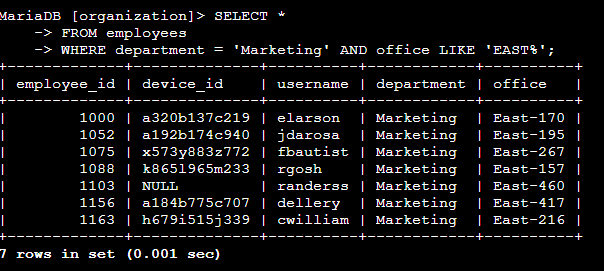 MariaDB [organization]> SELECT *
    -> FROM employees
    -> WHERE department = 'Marketing' AND office LIKE 'EAST%';
+-------------+--------------+----------+------------+----------+
| employee_id | device_id    | username | department | office   |
+-------------+--------------+----------+------------+----------+
|        1000 | a320b137c219 | elarson  | Marketing  | East-170 |
|        1052 | a192b174c940 | jdarosa  | Marketing  | East-195 |
|        1075 | x573y883z772 | fbautist | Marketing  | East-267 |
|        1088 | k865l965m233 | rgosh    | Marketing  | East-157 |
|        1103 | NULL         | randerss | Marketing  | East-460 |
|        1156 | a184b775c707 | dellery  | Marketing  | East-417 |
|        1163 | h679i515j339 | cwilliam | Marketing  | East-216 |
+-------------+--------------+----------+------------+----------+
7 rows in set (0.001 sec)